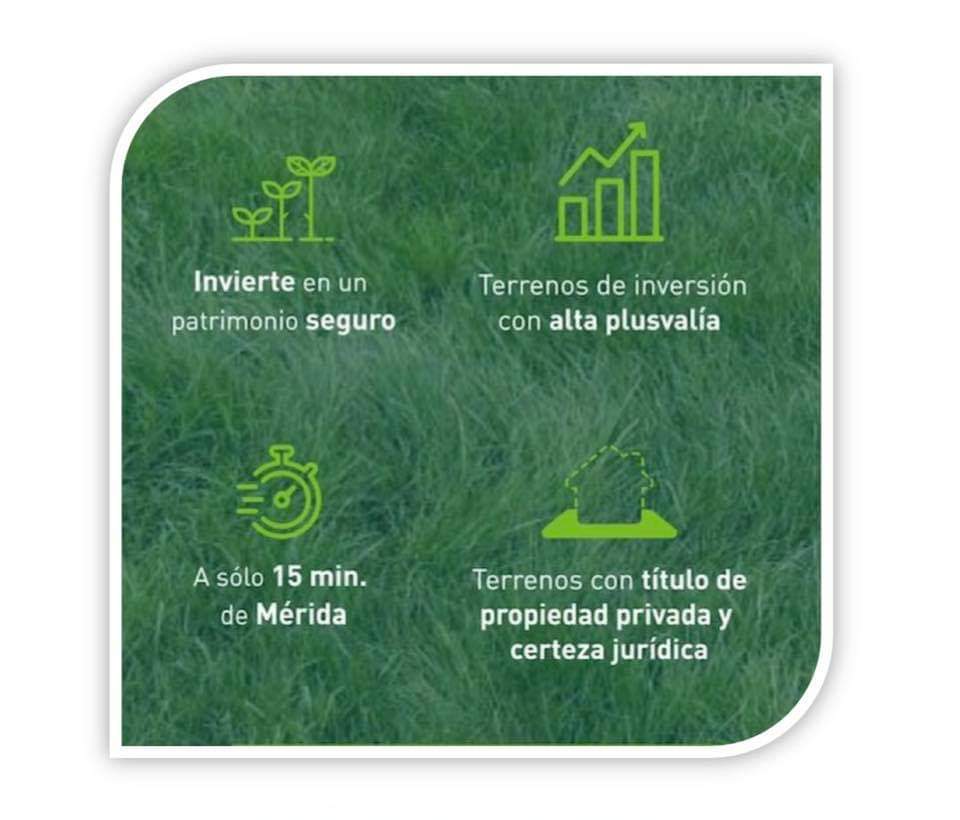 Invierte en un
patrimonio seguro
Terrenos de inversión
con alta plusvalía
A sólo 15 min.
de Mérida
Terrenos con título de
propiedad privada y
certeza jurídica